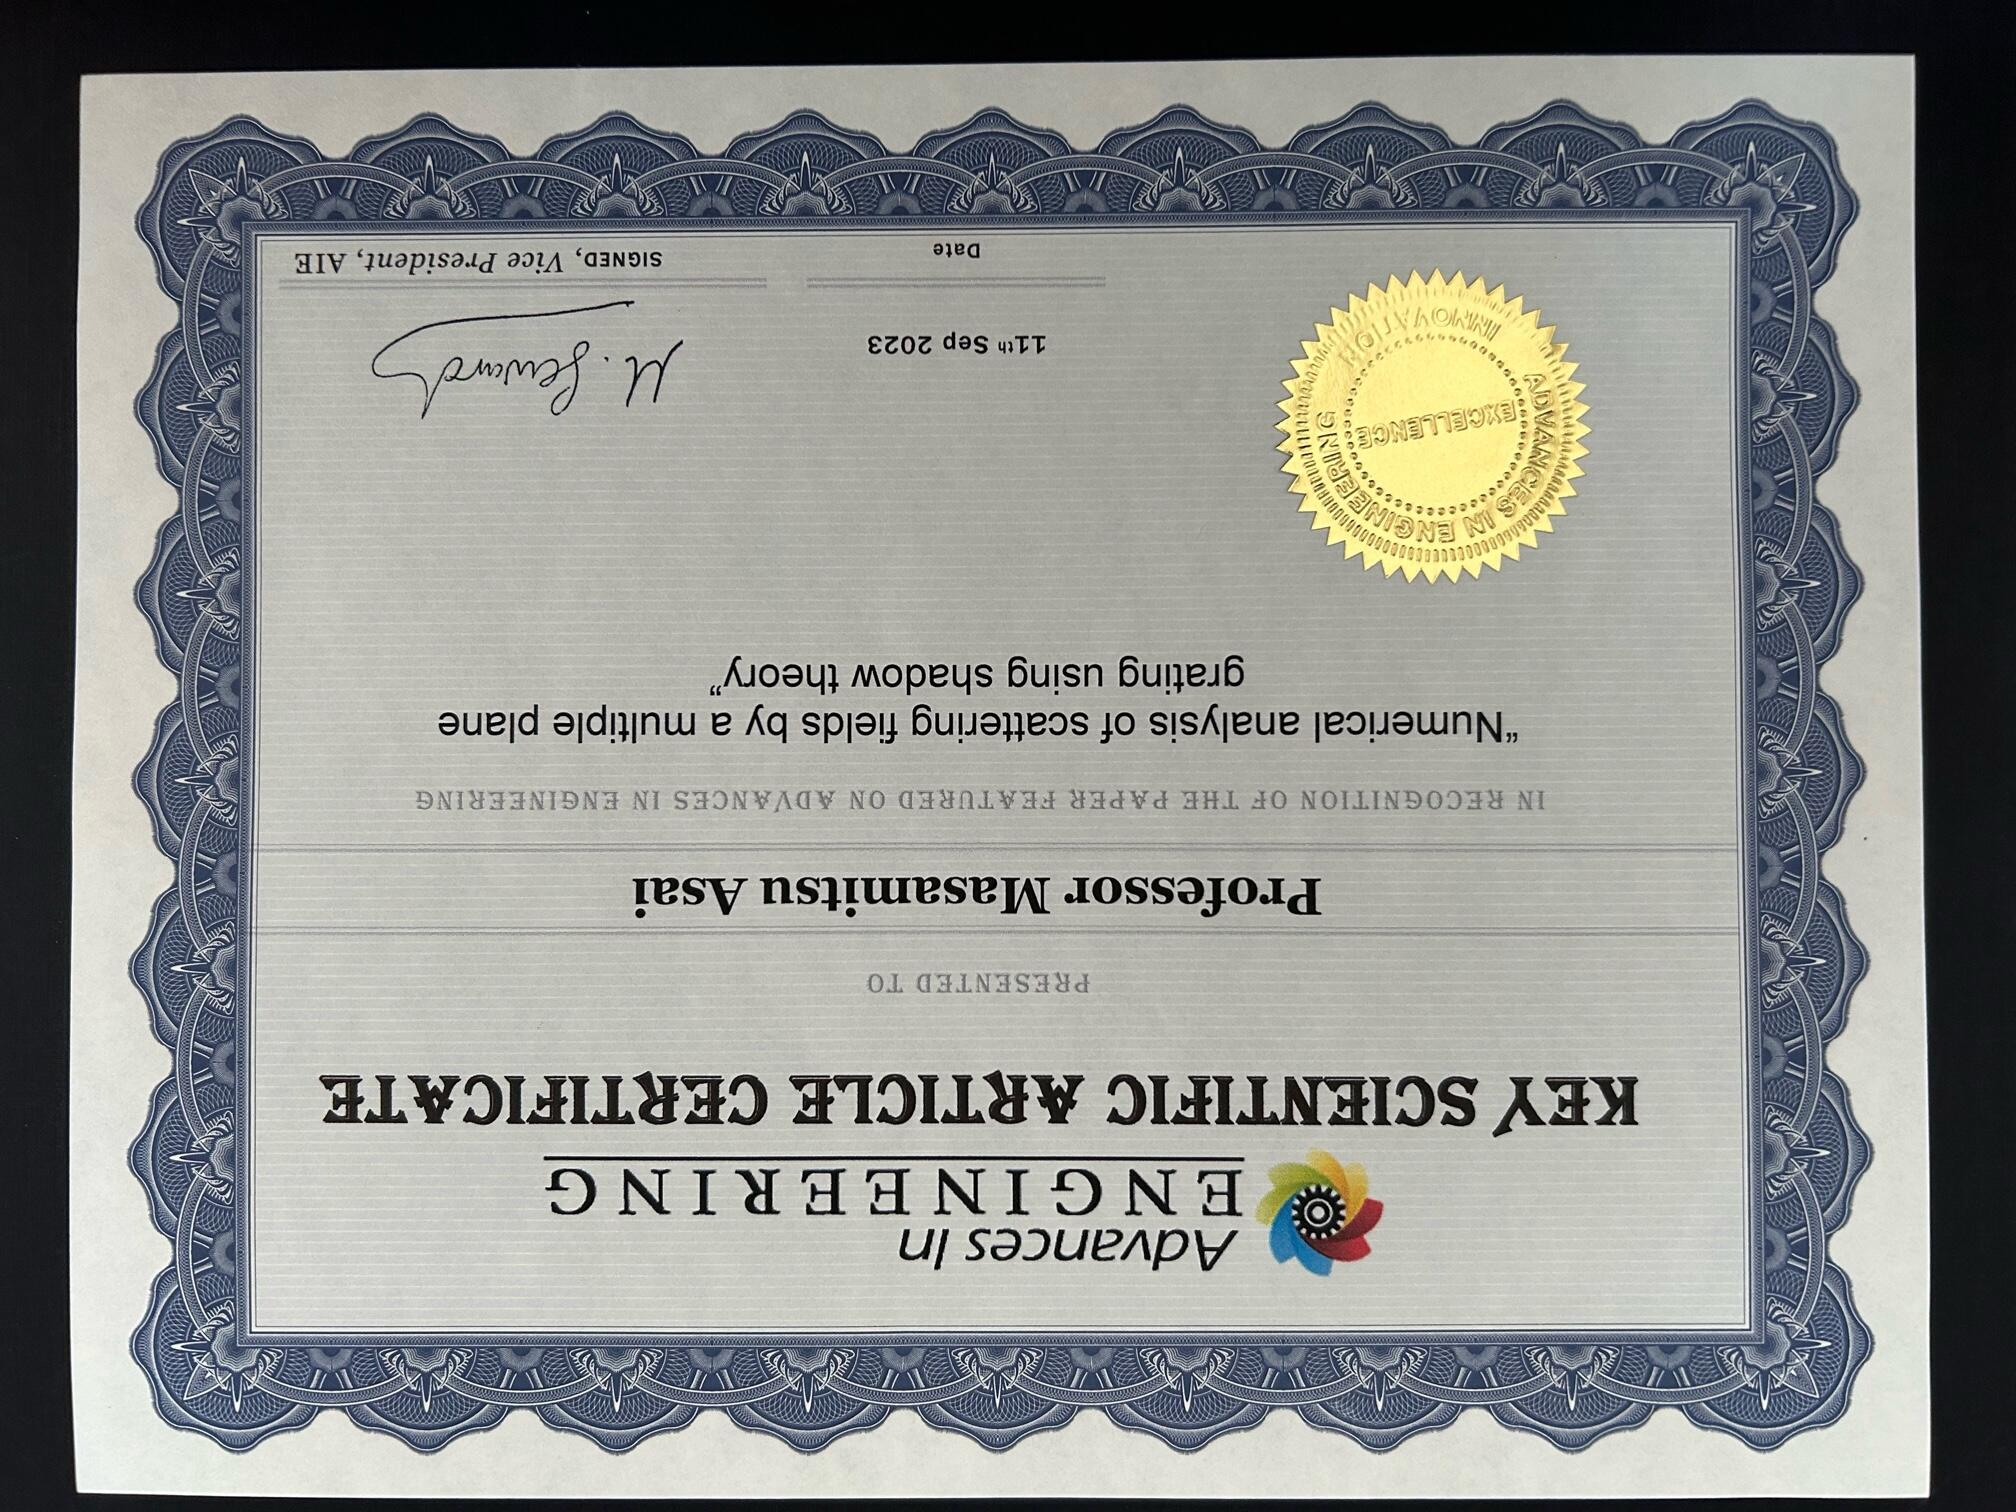 Advances In
ENGINEERING
KEY SCIENTIFIC ARTICLE CERTIFICATE
PRESENTED TO
Professor Masamitsu Asai
IN RECOGNITION OF THE PAPER FEATURED ON ADVANCES IN ENGINEERING
“Numerical analysis of scattering fields by a multiple plane
grating using shadow theory”
ADVANCES IN ENGINEERING
EXCELLENCE
INNOVATION
11th Sep 2023
Date
M.
SIGNED, Vice President, AIE